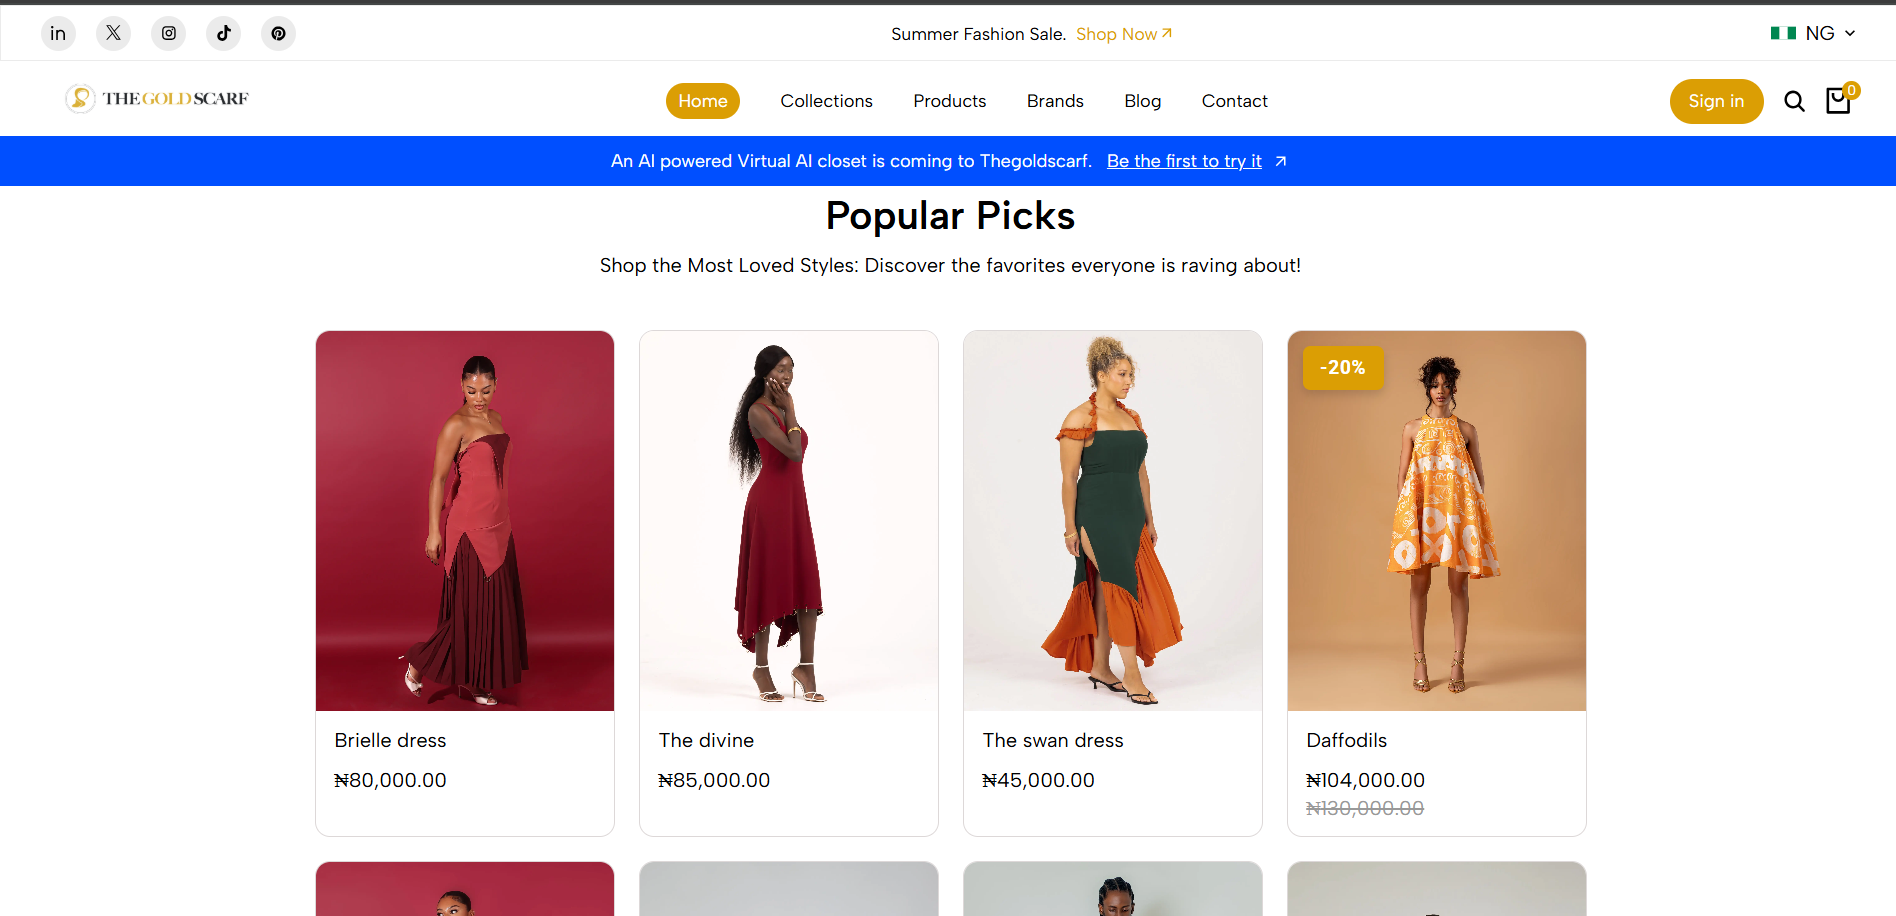 in
Summer Fashion Sale. Shop Now
NG
THEGOLDSCARF
Home
Collections
Products
Brands
Blog
Contact
Sign in
0
An AI powered Virtual AI closet is coming to Thegoldscarf. Be the first to try it
Popular Picks
Shop the Most Loved Styles: Discover the favorites everyone is raving about!
-20%
Brielle dress
₦80,000.00
The divine
₦85,000.00
The swan dress
₦45,000.00
Daffodils
₦104,000.00
₦130,000.00